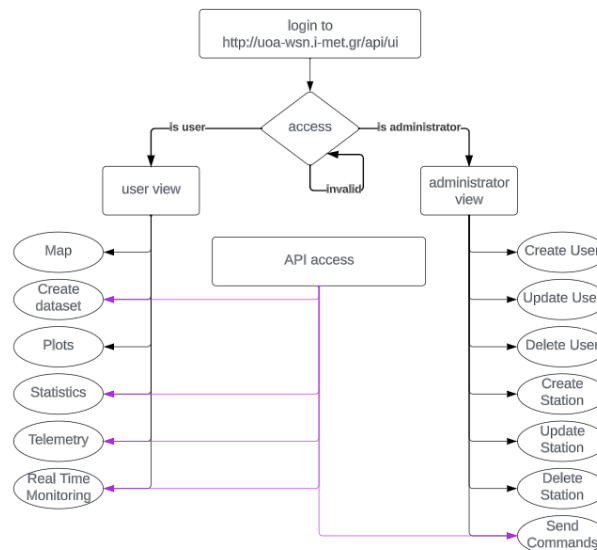 login to
http://uoa-wsn.i-met.gr/api/ui
is user
access
is administrator
invalid
user view
administrator
view
API access
Map
Create
dataset
Plots
Statistics
Telemetry
Real Time
Monitoring
Create User
Update User
Delete User
Create
Station
Update
Station
Delete
Station
Send
Commands